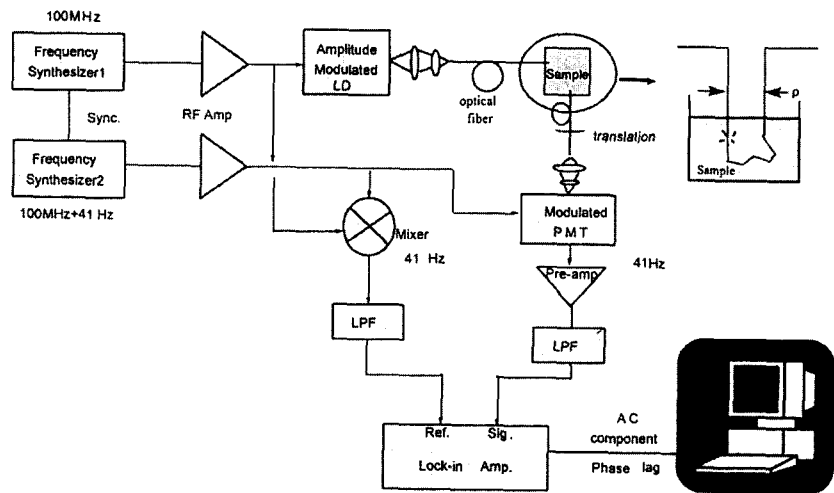 100MHz
Frequency
Synthesizer1
Sync.
RF Amp
Frequency
Synthesizer2
100MHz+41 Hz
Amplitude
Modulated
LD
optical
fiber
Sample
translation
ρ
Sample
Mixer
41 Hz
Modulated
PMT
41Hz
Pre-amp
LPF
LPF
Ref. Sig.
Lock-in Amp.
AC
component
Phase lag